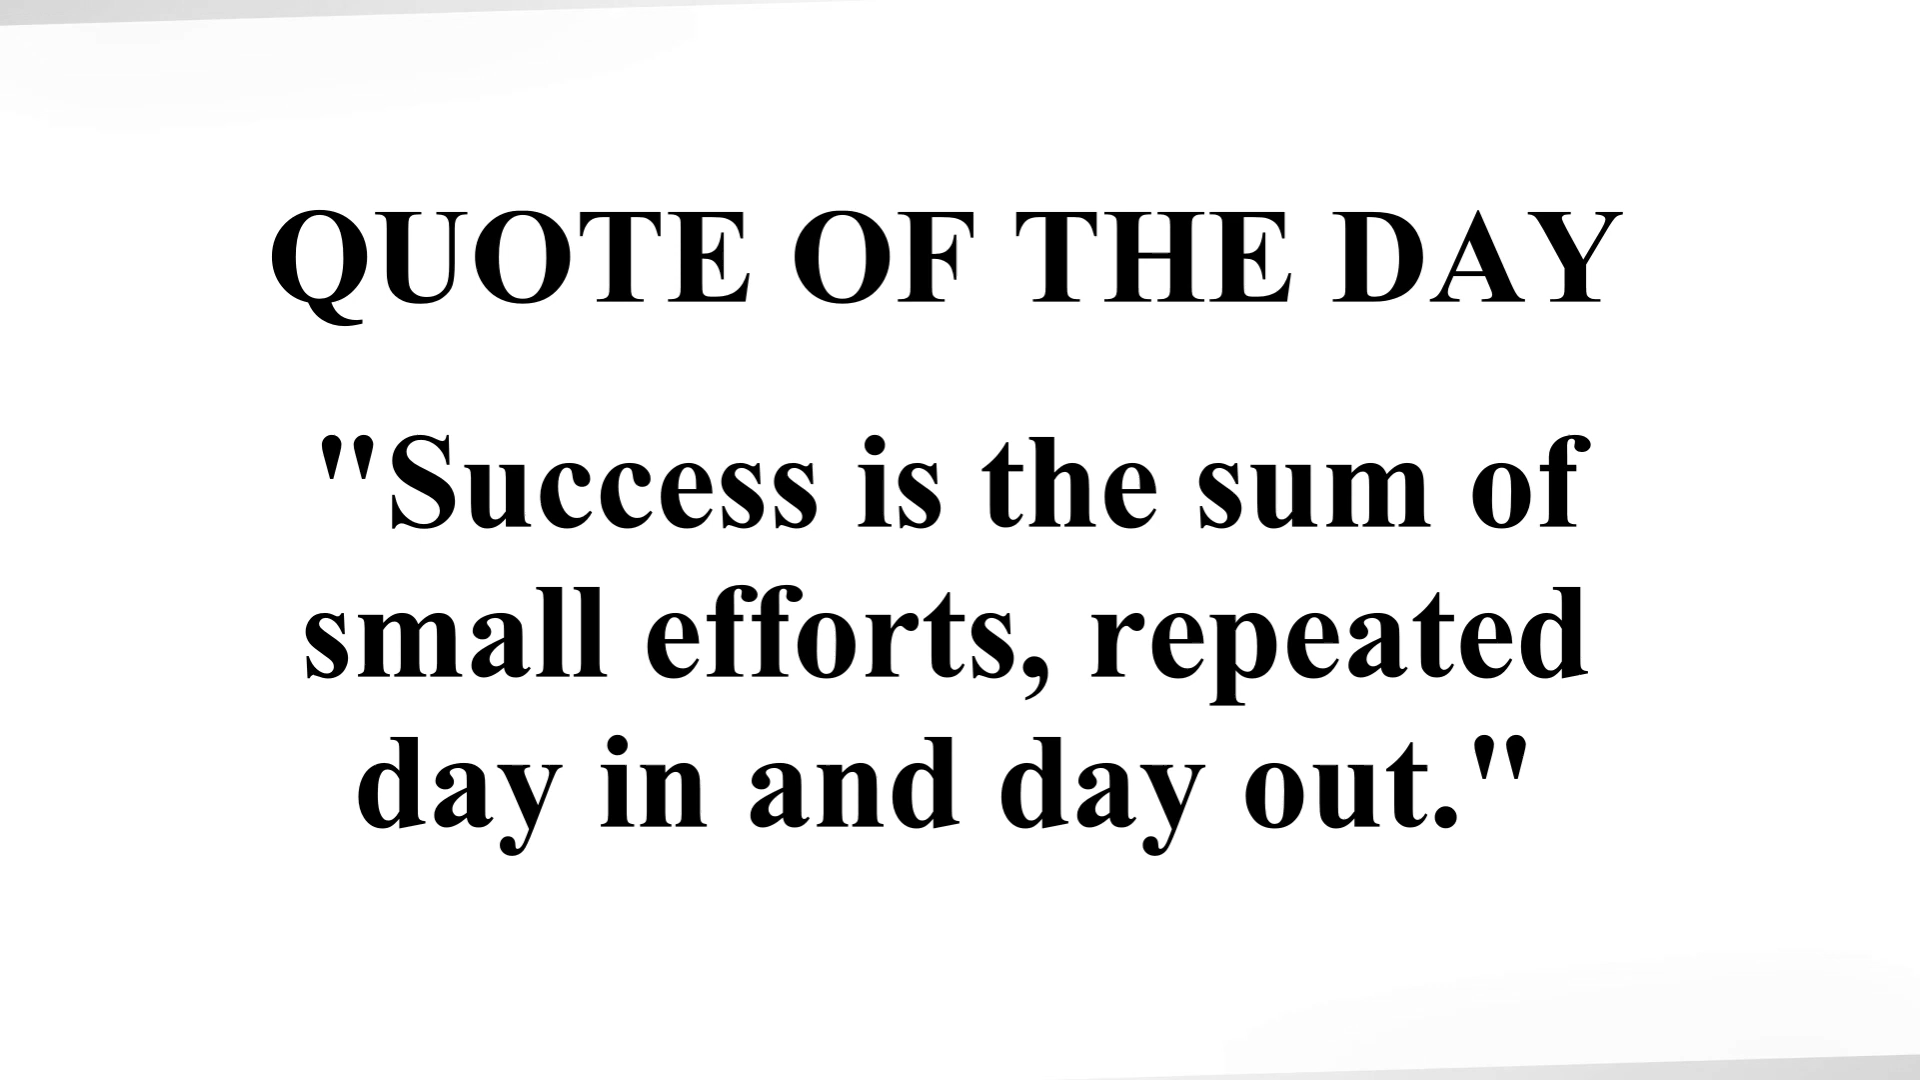 QUOTE OF THE DAY
"Success is the sum of
small efforts, repeated
day in and day out."